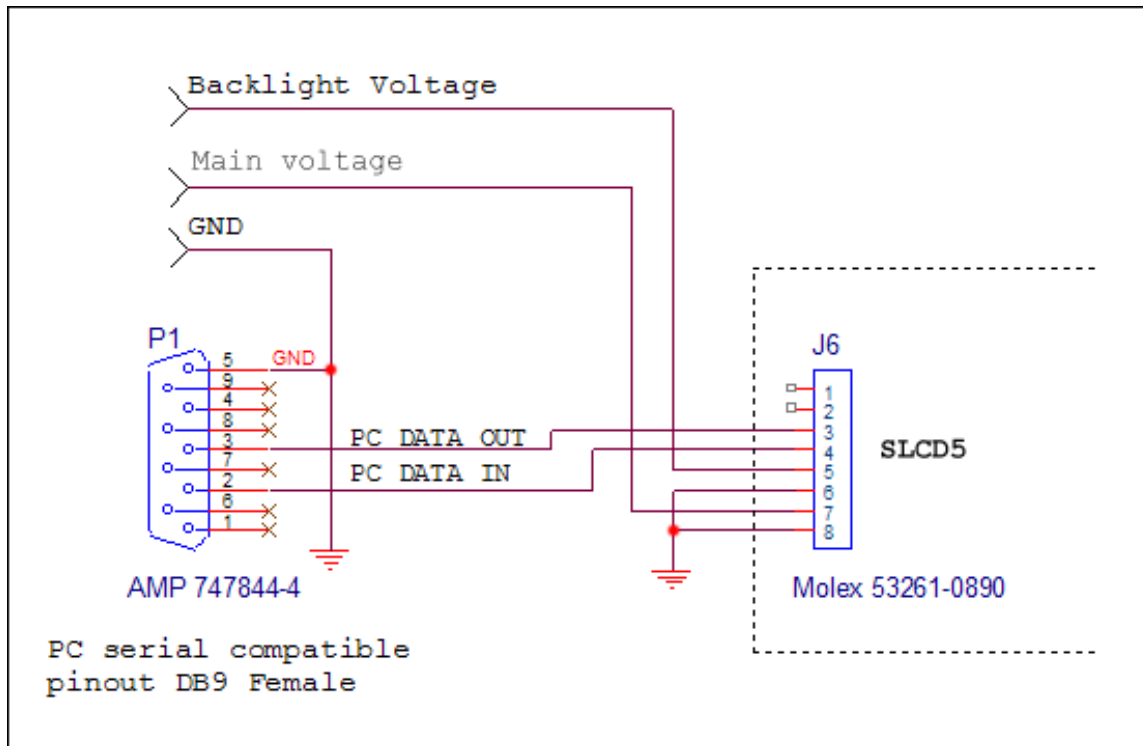 Backlight Voltage
Main voltage
GND
P1
5
GND
9
4
8
3
PC DATA OUT
7
PC DATA IN
2
6
1
AMP 747844-4
PC serial compatible
pinout DB9 Female
J6
1
2
3
4
5
6
7
8
SLCD5
Molex 53261-0890